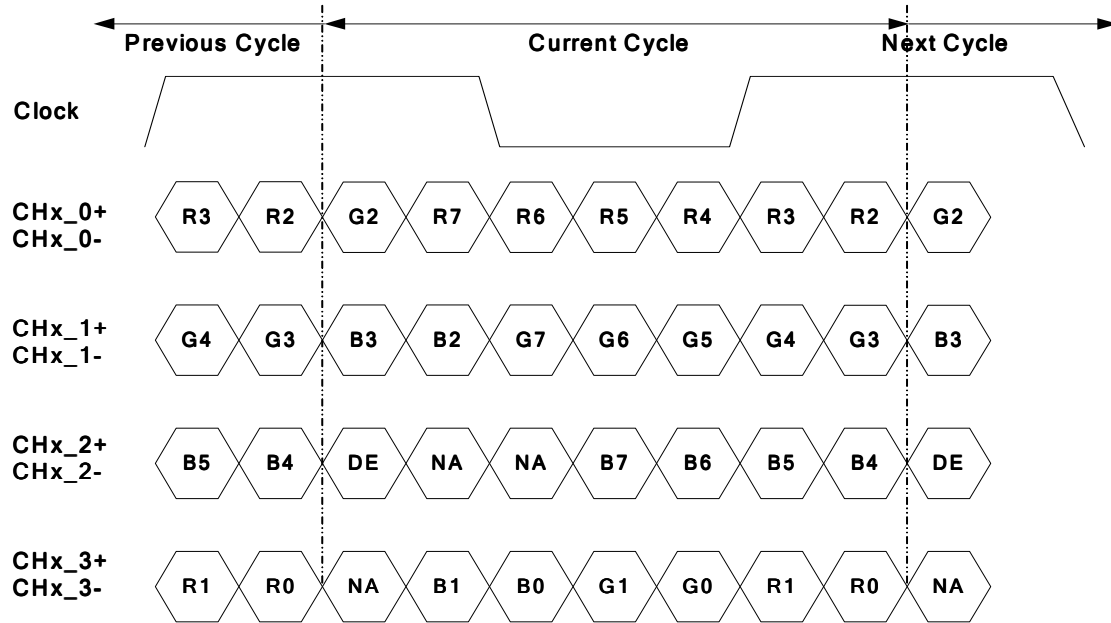 Previous Cycle Current Cycle Next Cycle
Clock
CHx_0+
CHx_0-
R3 R2 G2 R7 R6 R5 R4 R3 R2 G2
CHx_1+
CHx_1-
G4 G3 B3 B2 G7 G6 G5 G4 G3 B3
CHx_2+
CHx_2-
B5 B4 DE NA NA B7 B6 B5 B4 DE
CHx_3+
CHx_3-
R1 R0 NA B1 B0 G1 G0 R1 R0 NA